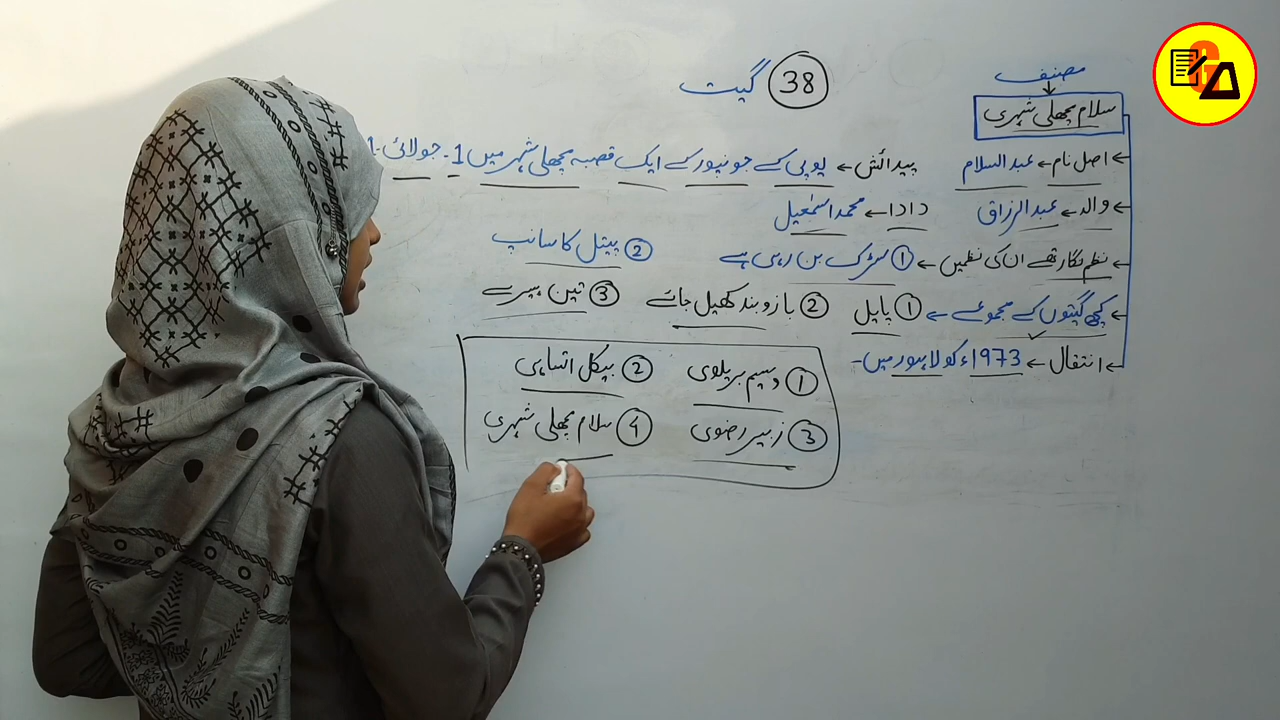 38 گیت
مصنف
سلام مچھلی شہری
اصل نام ← عبدالسلام
پیدائش ← یوپی کے جونپور کے ایک قصبہ مچھلی شہر میں 1۔ جولائی۔
والد ← عبدالرزاق
دادا ← محمد اسمٰعیل
نظم نگار تھے ان کی نظمیں ← ① سڑک بن رہی ہے ② پیتل کا سانپ
کچھ گیتوں کے مجموعے ← ① پایل ② بازوبند کھیل جائے ③ تین ہیرے
انتقال ← 1973ء کو لاہور میں۔
① وسیم بریلوی ② بیکل اتساہی
③ زبیر رضوی ④ سلام مچھلی شہری